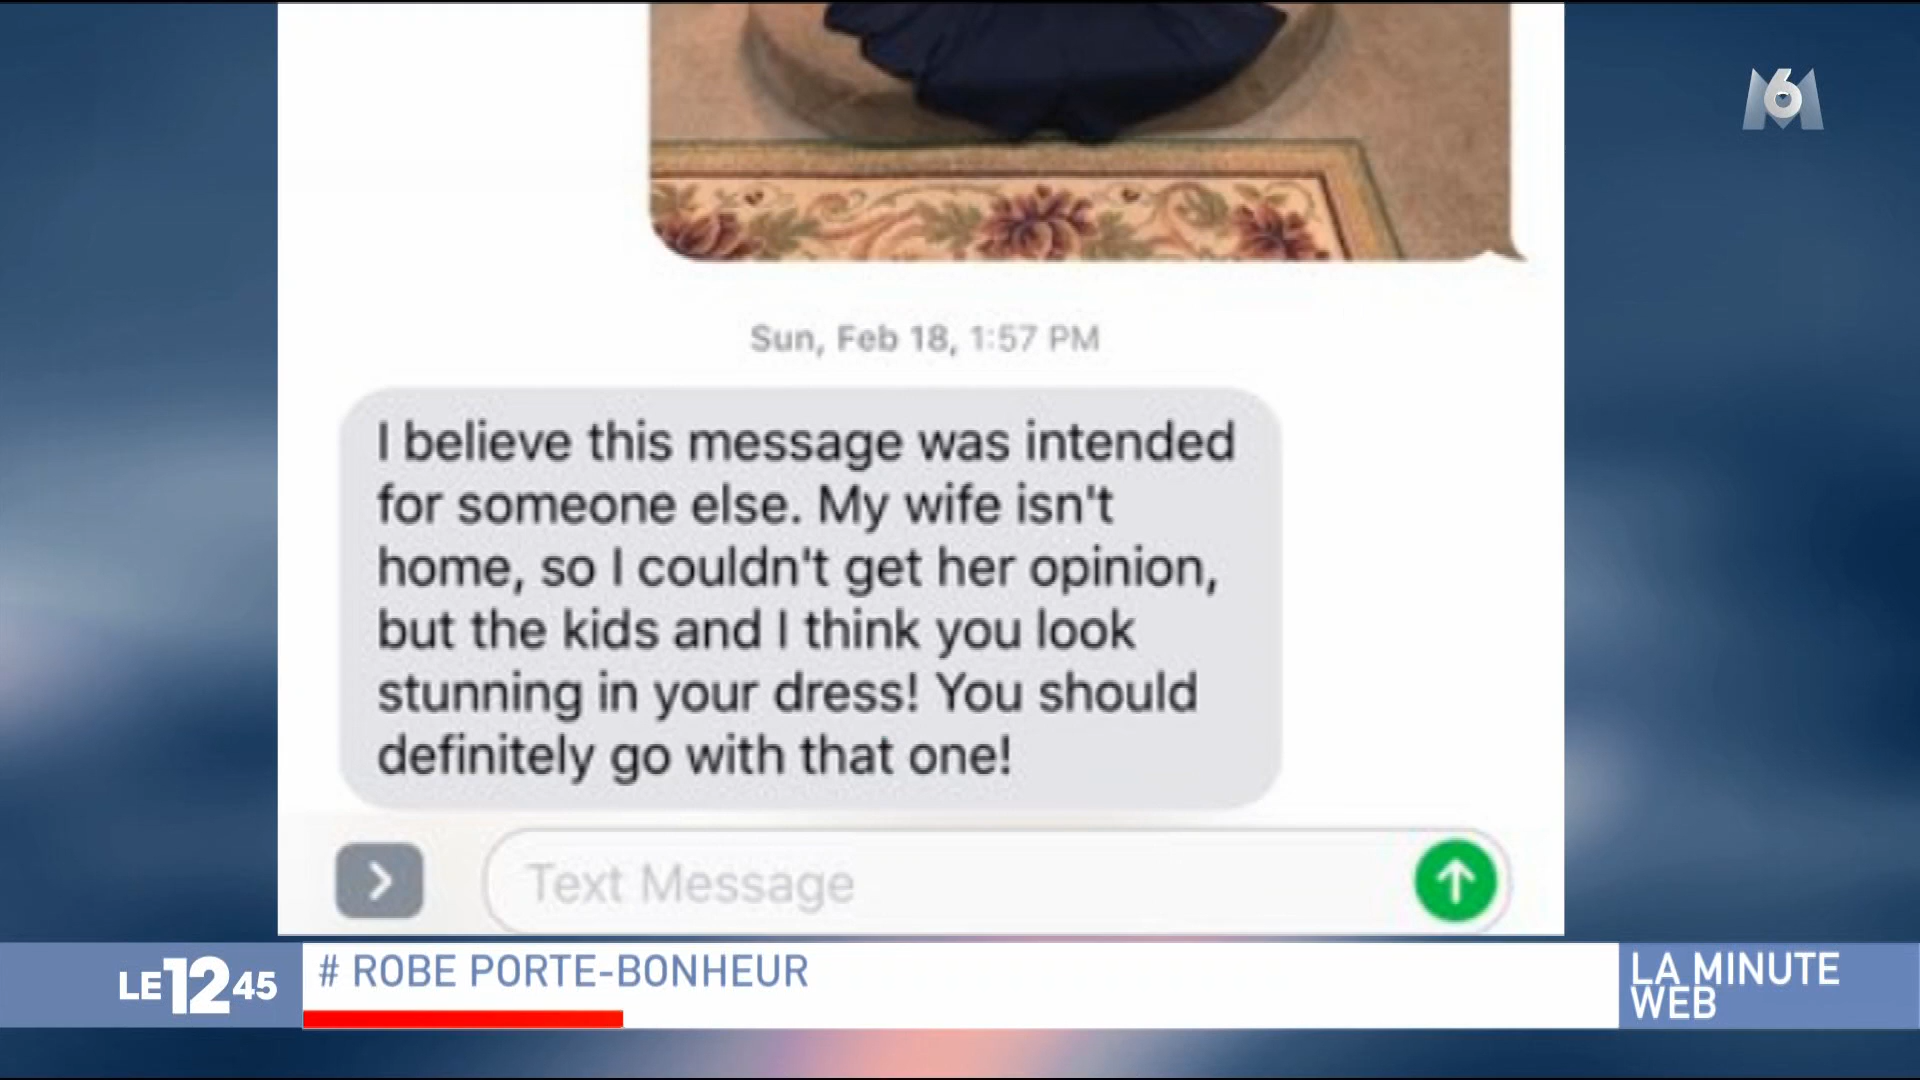 M6
Sun, Feb 18, 1:57 PM
I believe this message was intended
for someone else. My wife isn't
home, so I couldn't get her opinion,
but the kids and I think you look
stunning in your dress! You should
definitely go with that one!
Text Message
LE 12 45
# ROBE PORTE-BONHEUR
LA MINUTE
WEB